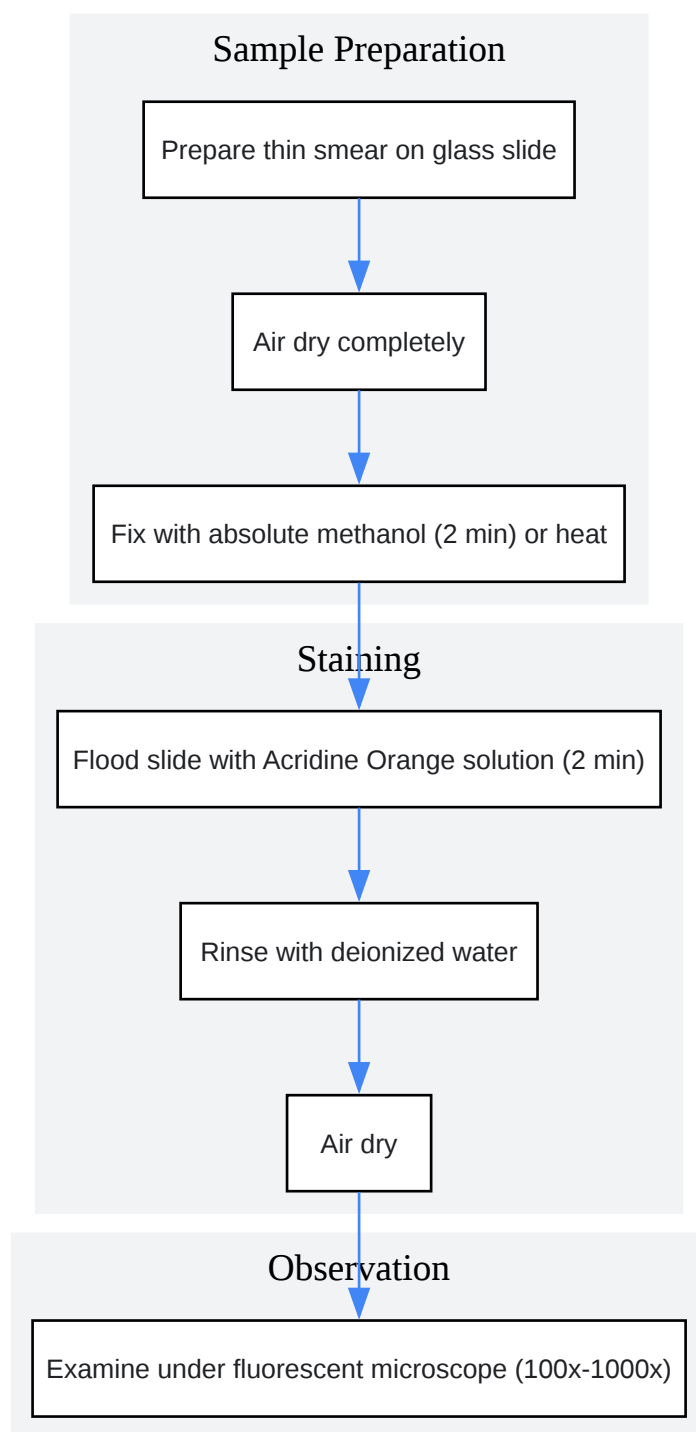 Sample Preparation
Prepare thin smear on glass slide
Air dry completely
Fix with absolute methanol (2 min) or heat
Staining
Flood slide with Acridine Orange solution (2 min)
Rinse with deionized water
Air dry
Observation
Examine under fluorescent microscope (100x-1000x)